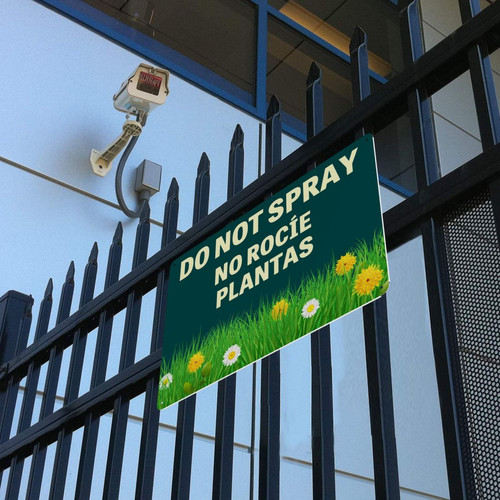 DO NOT SPRAY
NO ROCÍE
PLANTAS